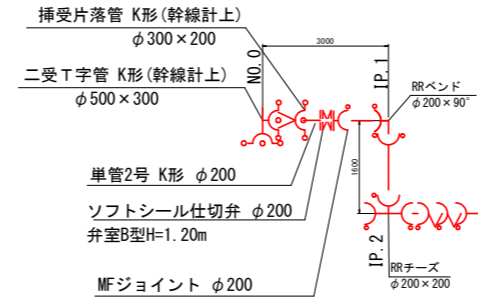 挿受片落管 K形(幹線計上)
φ300×200
二受T字管 K形(幹線計上)
φ500×300
単管2号 K形 φ200
ソフトシール仕切弁 φ200
弁室B型H=1.20m
MFジョイント φ200
NO.0
3000
IP.1
RRベンド
φ200×90°
1600
IP.2
RRチーズ
φ200×200